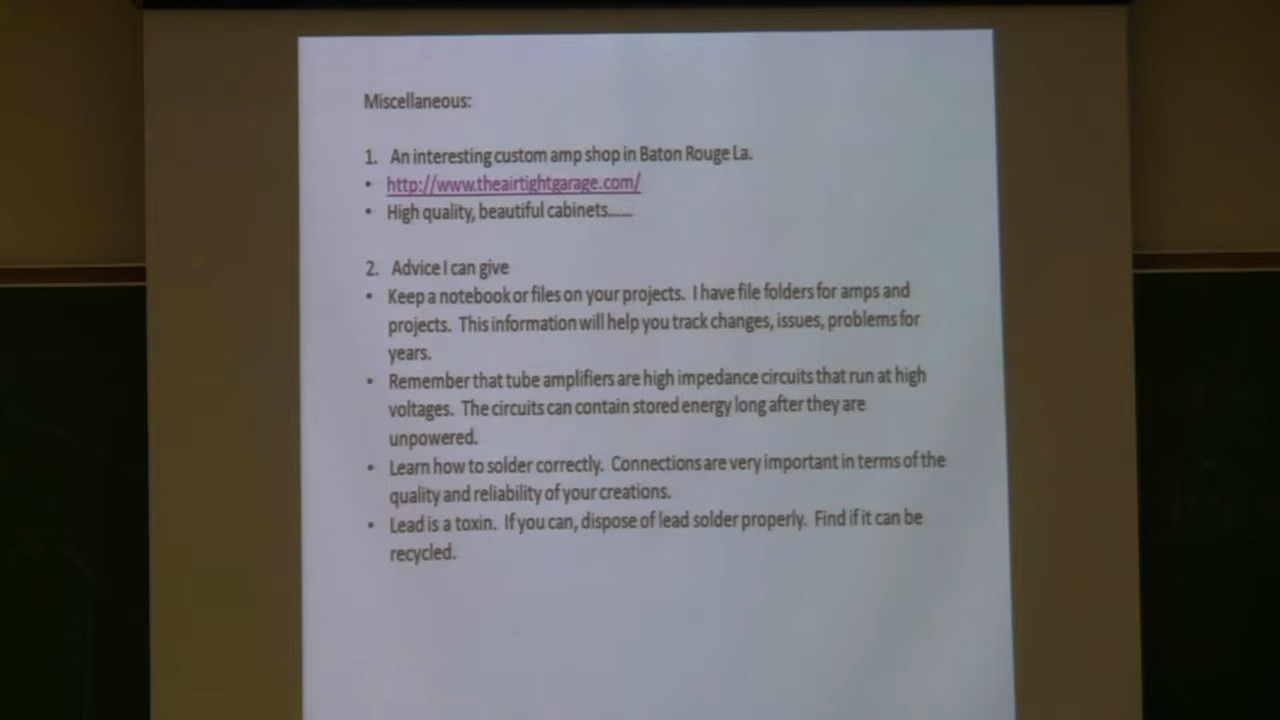 Miscellaneous:
1. An interesting custom amp shop in Baton Rouge La.
• http://www.theairtightgarage.com/
• High quality, beautiful cabinets......
2. Advice I can give
• Keep a notebook or files on your projects. I have file folders for amps and
projects. This information will help you track changes, issues, problems for
years.
• Remember that tube amplifiers are high impedance circuits that run at high
voltages. The circuits can contain stored energy long after they are
unpowered.
• Learn how to solder correctly. Connections are very important in terms of the
quality and reliability of your creations.
• Lead is a toxin. If you can, dispose of lead solder properly. Find if it can be
recycled.